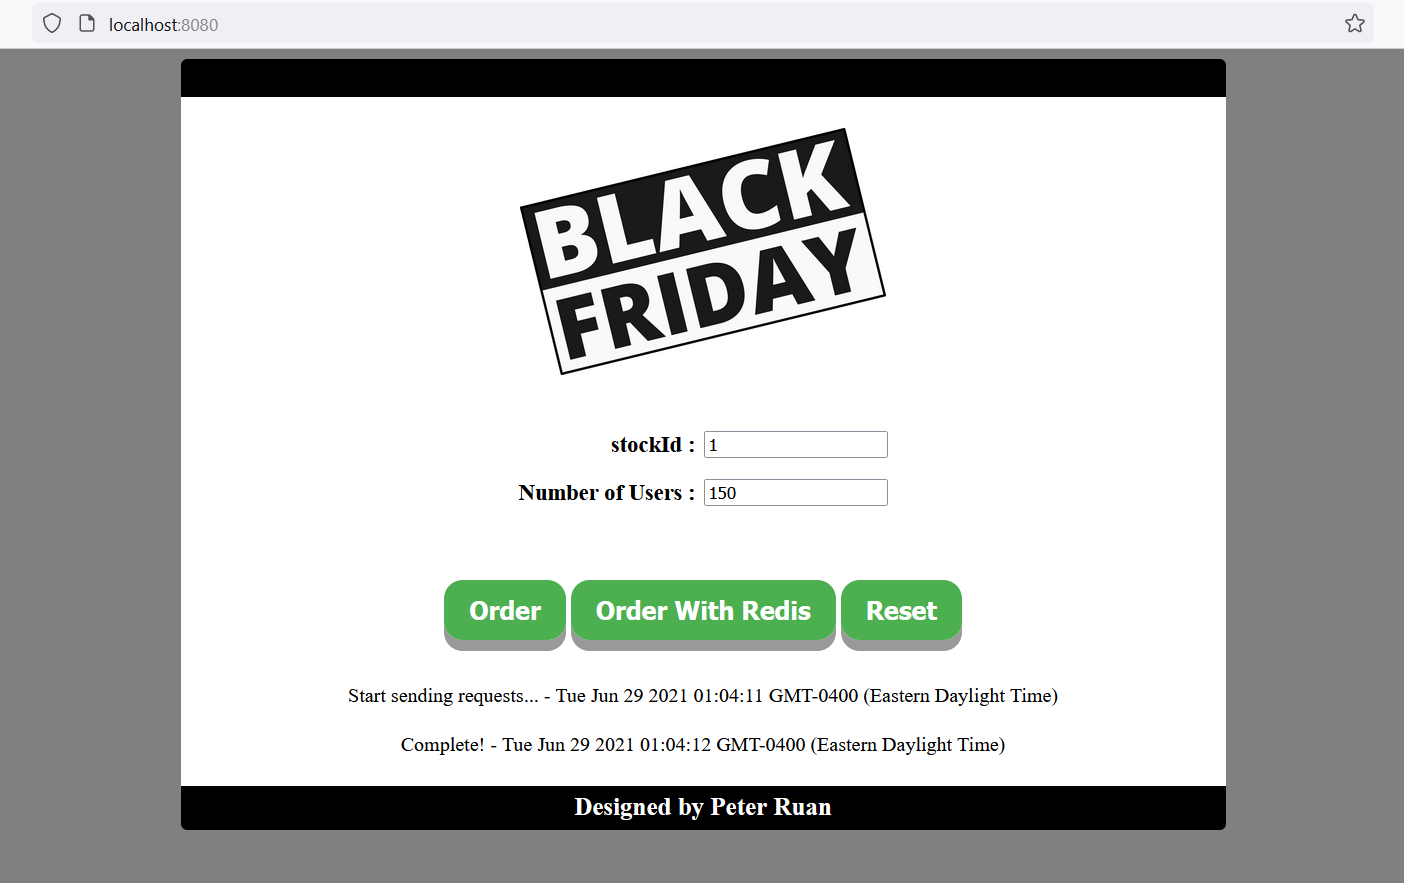 localhost:8080
BLACK
FRIDAY
stockId : 1
Number of Users : 150
Order Order With Redis Reset
Start sending requests... - Tue Jun 29 2021 01:04:11 GMT-0400 (Eastern Daylight Time)
Complete! - Tue Jun 29 2021 01:04:12 GMT-0400 (Eastern Daylight Time)
Designed by Peter Ruan